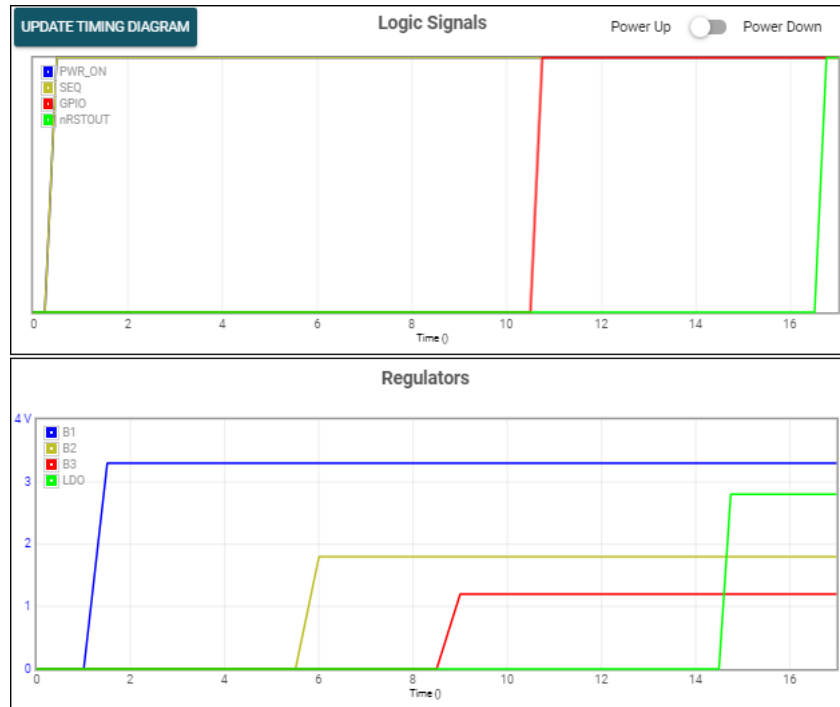 UPDATE TIMING DIAGRAM
Logic Signals
Power Up Power Down
PWR_ON
SEQ
GPIO
nRSTOUT
0 2 4 6 8 10 12 14 16
Time ()
Regulators
4 V
B1
B2
B3
LDO
3
2
1
0
0 2 4 6 8 10 12 14 16
Time ()